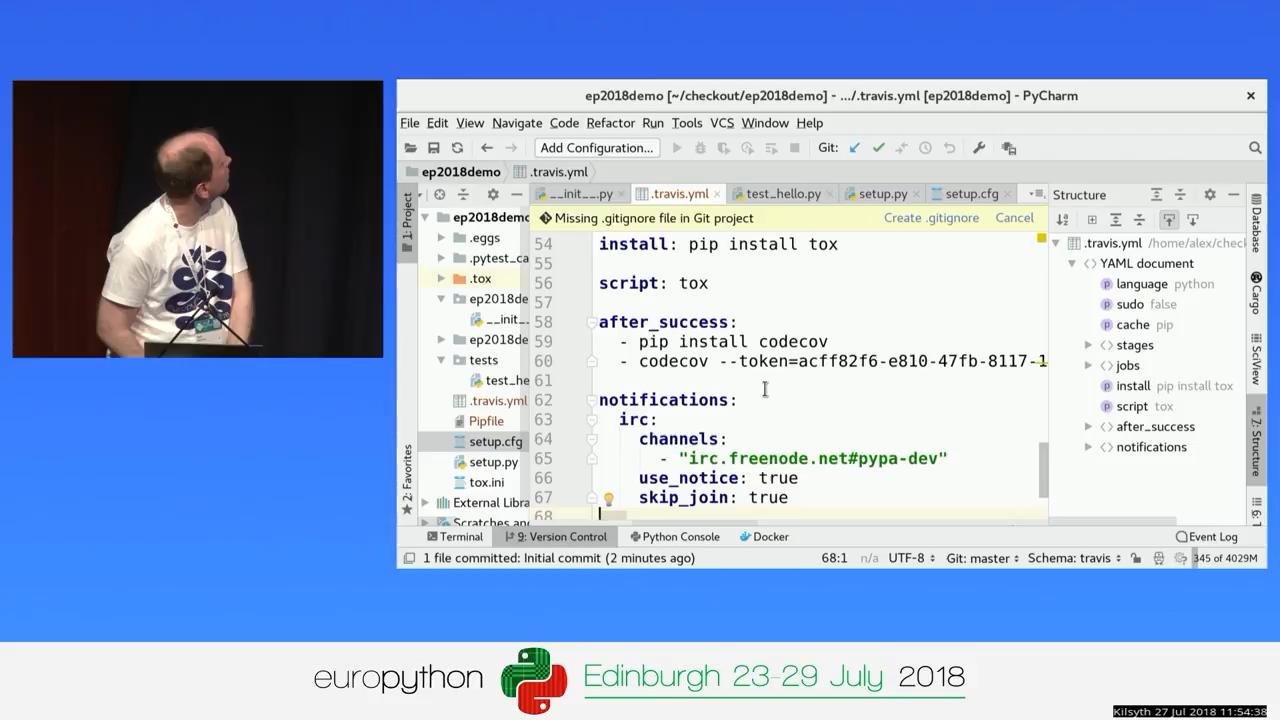 ep2018demo [~/checkout/ep2018demo] - .../.travis.yml [ep2018demo] - PyCharm
File Edit View Navigate Code Refactor Run Tools VCS Window Help
Add Configuration... Git:
ep2018demo .travis.yml
1: Project
__init__.py .travis.yml test_hello.py setup.py setup.cfg
Structure
Missing .gitignore file in Git project Create .gitignore Cancel
ep2018demo
.eggs
.pytest_ca
.tox
ep2018de
__init_
ep2018de
tests
test_he
.travis.yml
Pipfile
setup.cfg
setup.py
tox.ini
External Libra
Scratches and
2: Favorites
54 install: pip install tox
55
56 script: tox
57
58 after_success:
59 - pip install codecov
60 - codecov --token=acff82f6-e810-47fb-8117-1
61
62 notifications:
63 irc:
64 channels:
65 - "irc.freenode.net#pypa-dev"
66 use_notice: true
67 skip_join: true
68
.travis.yml /home/alex/chec
YAML document
language python
sudo false
cache pip
stages
jobs
install pip install tox
script tox
after_success
notifications
Database
Cargo
SciView
7: Structure
Terminal 9: Version Control Python Console Docker Event Log
1 file committed: Initial commit (2 minutes ago) 68:1 n/a UTF-8 Git: master Schema: travis 345 of 4029M
europython Edinburgh 23-29 July 2018
Kilsyth 27 Jul 2018 11:54:38